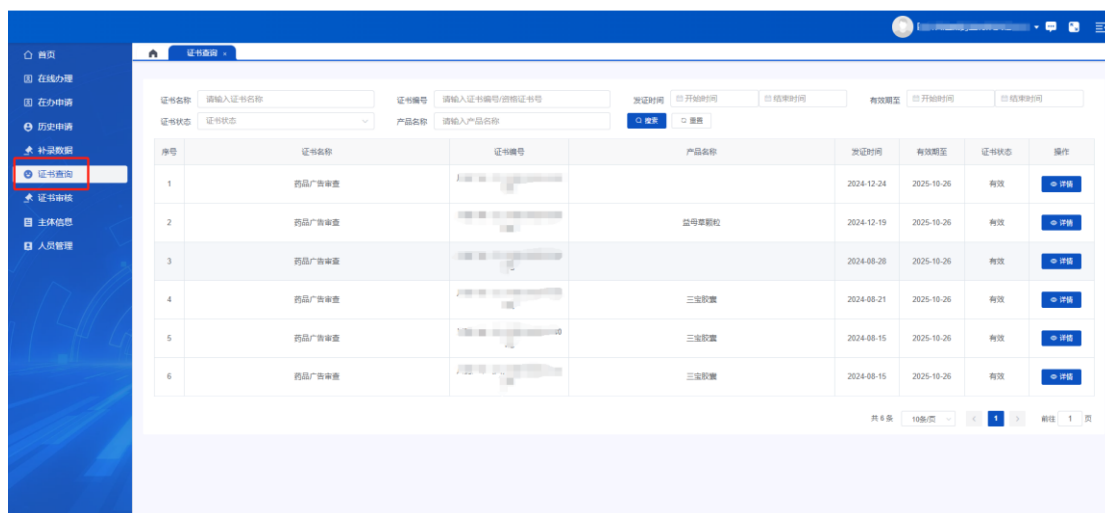 首页
证书查询 ×
在线办理
在办申请
历史申请
补录数据
证书查询
证书审核
主体信息
人员管理
证书名称 请输入证书名称 证书编号 请输入证书编号/资格证书号 发证时间 开始时间 结束时间 有效期至 开始时间 结束时间
证书状态 证书状态 产品名称 请输入产品名称 搜索 重置
序号 证书名称 证书编号 产品名称 发证时间 有效期至 证书状态 操作
1 药品广告审查 2024-12-24 2025-10-26 有效 详情
2 药品广告审查 益母草颗粒 2024-12-19 2025-10-26 有效 详情
3 药品广告审查 2024-08-28 2025-10-26 有效 详情
4 药品广告审查 三宝胶囊 2024-08-21 2025-10-26 有效 详情
5 药品广告审查 三宝胶囊 2024-08-15 2025-10-26 有效 详情
6 药品广告审查 三宝胶囊 2024-08-15 2025-10-26 有效 详情
共 6 条 10条/页 < 1 > 前往 1 页